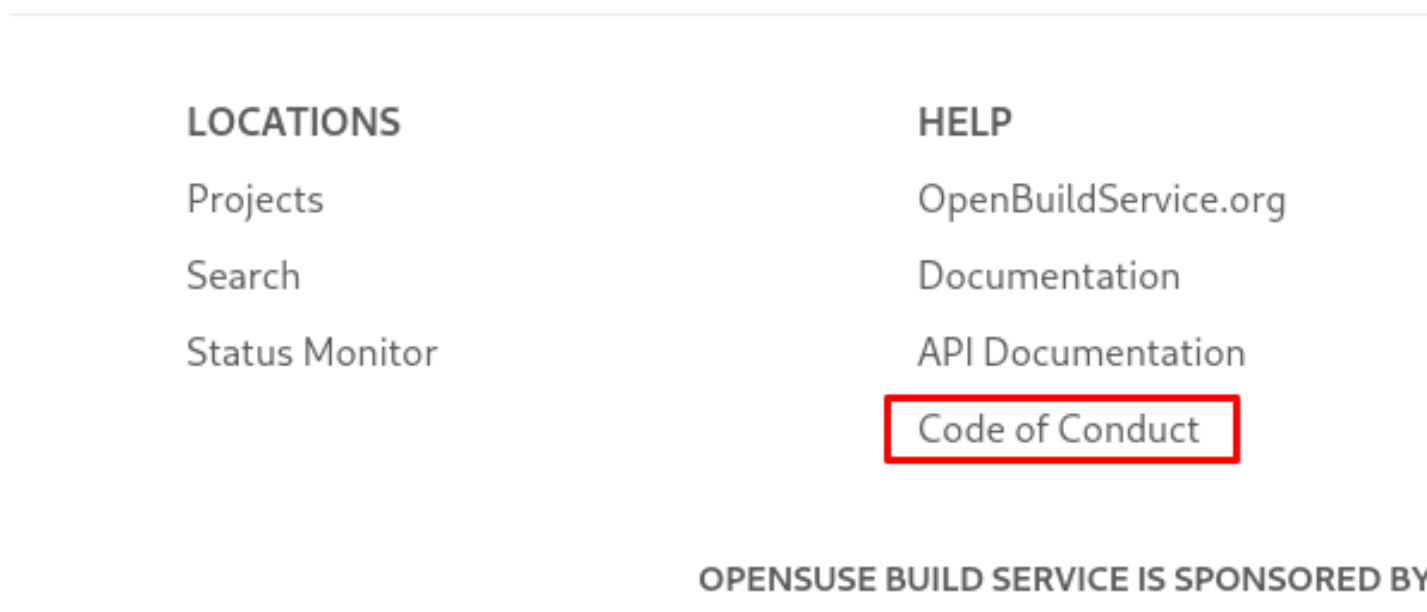 LOCATIONS
Projects
Search
Status Monitor
HELP
OpenBuildService.org
Documentation
API Documentation
Code of Conduct
OPENSUSE BUILD SERVICE IS SPONSORED BY